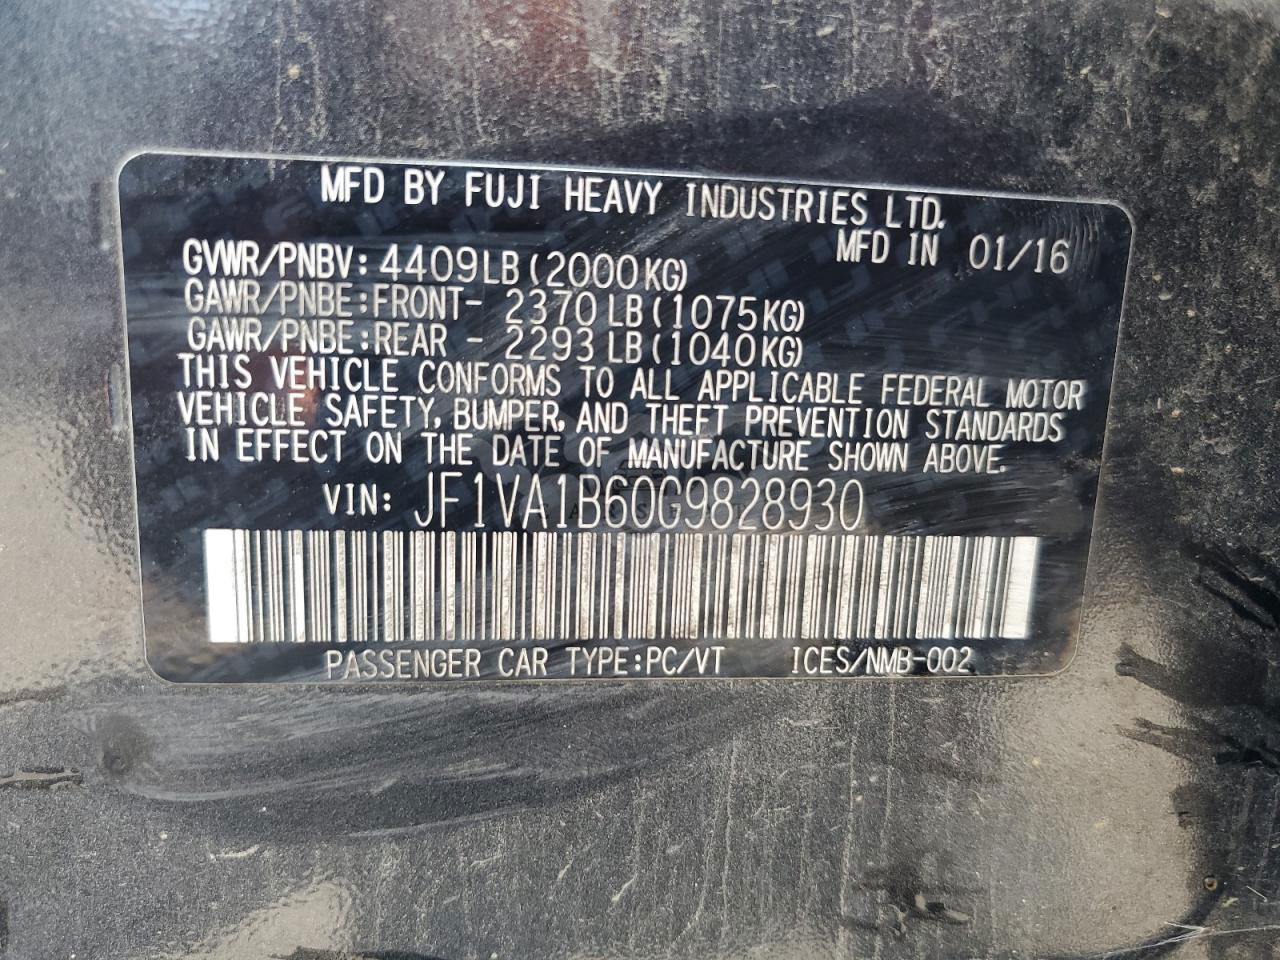 MFD BY FUJI HEAVY INDUSTRIES LTD.
MFD IN 01/16
GVWR/PNBV: 4409LB (2000KG)
GAWR/PNBE:FRONT- 2370 LB (1075KG)
GAWR/PNBE:REAR - 2293 LB (1040KG)
THIS VEHICLE CONFORMS TO ALL APPLICABLE FEDERAL MOTOR
VEHICLE SAFETY, BUMPER, AND THEFT PREVENTION STANDARDS
IN EFFECT ON THE DATE OF MANUFACTURE SHOWN ABOVE.
VIN: JF1VA1B60G9828930
PASSENGER CAR TYPE:PC/VT ICES/NMB-002